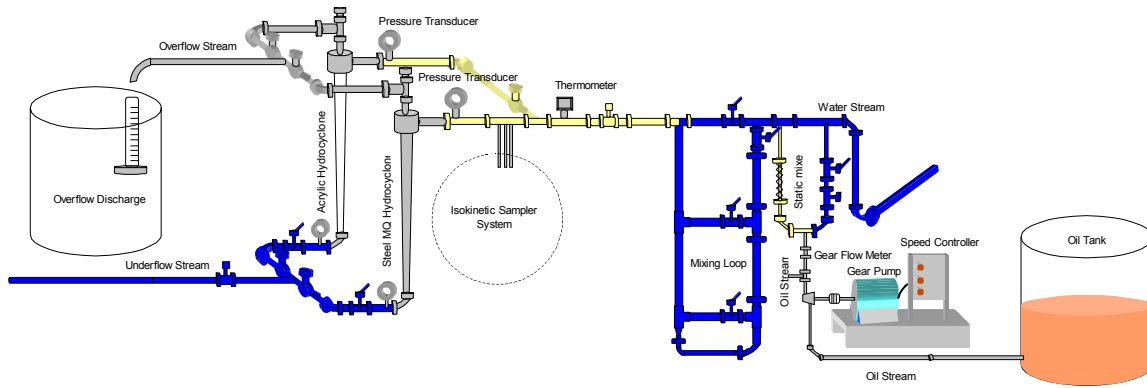 Pressure Transducer
Overflow Stream
Pressure Transducer
Thermometer
Water Stream
Acrylic Hydrocyclone
Steel MQ Hydrocyclone
Static mixe
Overflow Discharge
Isokinetic Sampler
System
Underflow Stream
Mixing Loop
Oil Stream
Gear Flow Meter
Gear Pump
Speed Controller
Oil Tank
Oil Stream